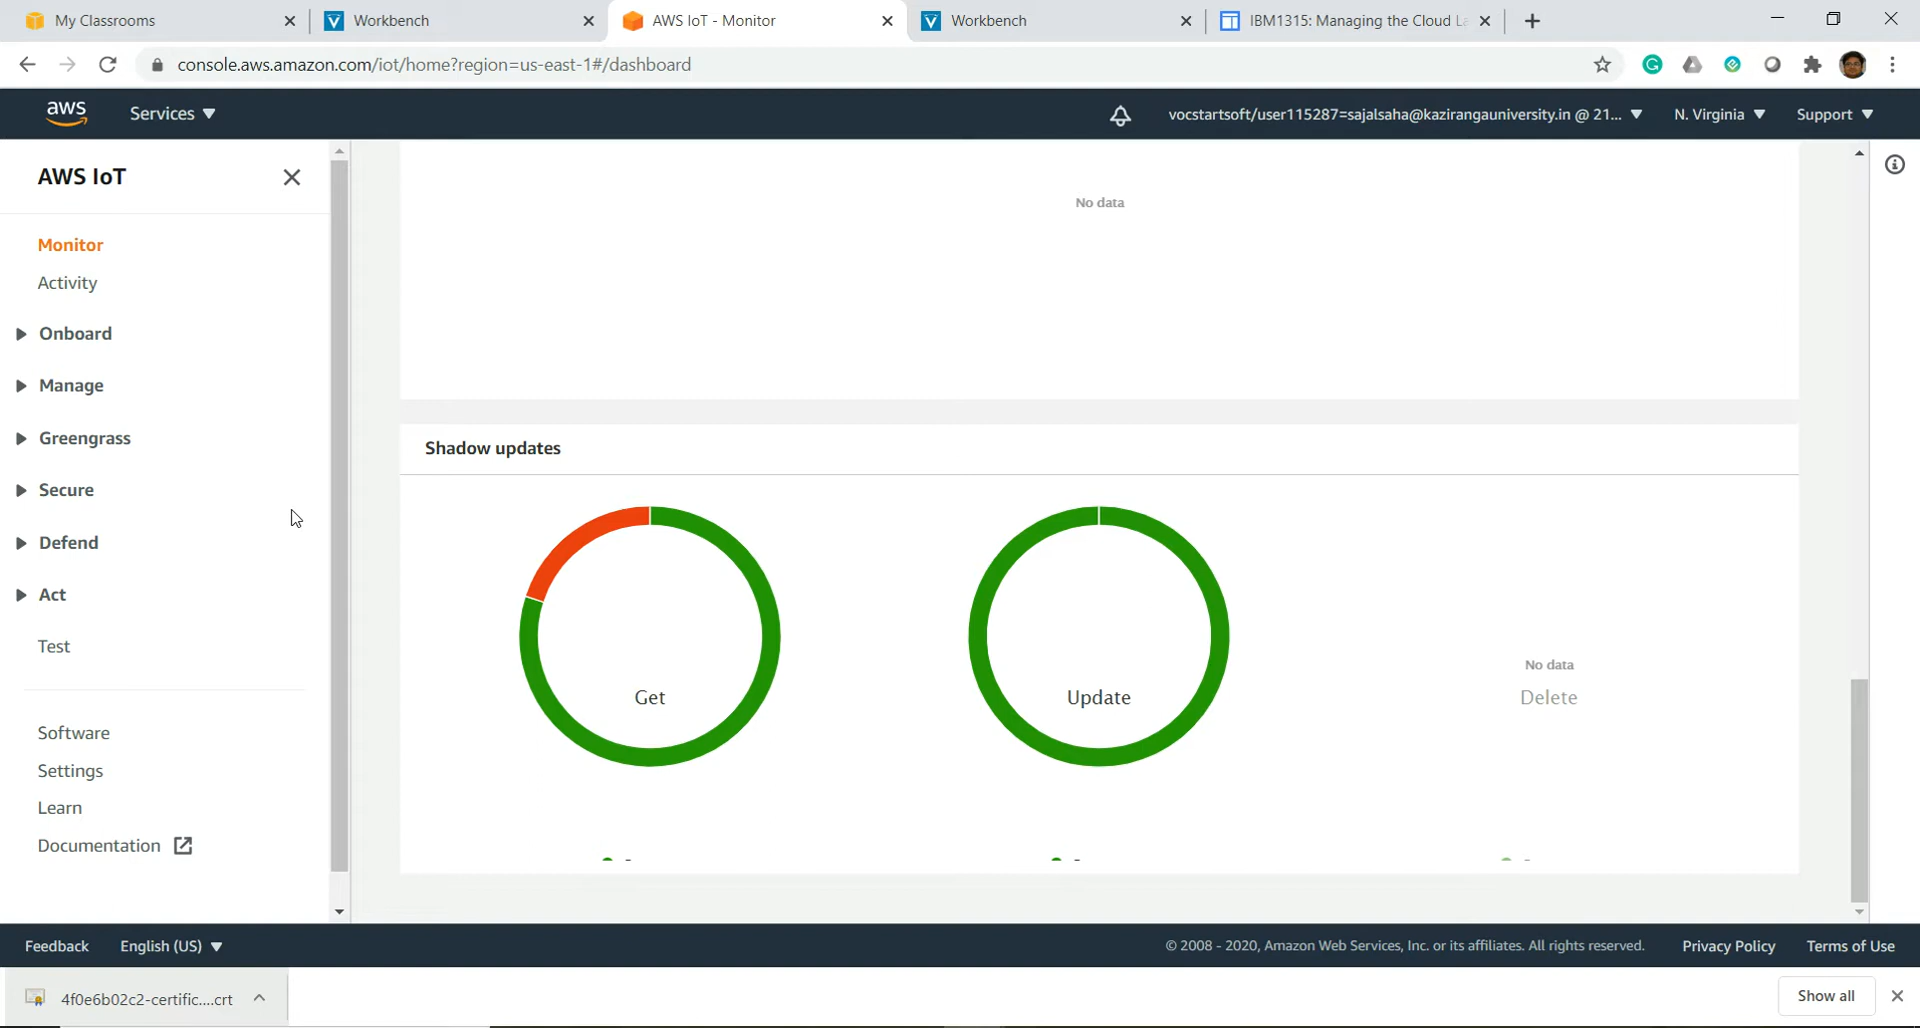 My Classrooms
Workbench
AWS IoT - Monitor
Workbench
IBM1315: Managing the Cloud La
console.aws.amazon.com/iot/home?region=us-east-1#/dashboard
aws
Services
vocstartsoft/user115287=sajalsaha@kazirangauniversity.in @ 21...
N. Virginia
Support
AWS IoT
Monitor
Activity
Onboard
Manage
Greengrass
Secure
Defend
Act
Test
Software
Settings
Learn
Documentation
No data
Shadow updates
Get
Update
No data
Delete
Feedback
English (US)
© 2008 - 2020, Amazon Web Services, Inc. or its affiliates. All rights reserved.
Privacy Policy
Terms of Use
4f0e6b02c2-certific....crt
Show all